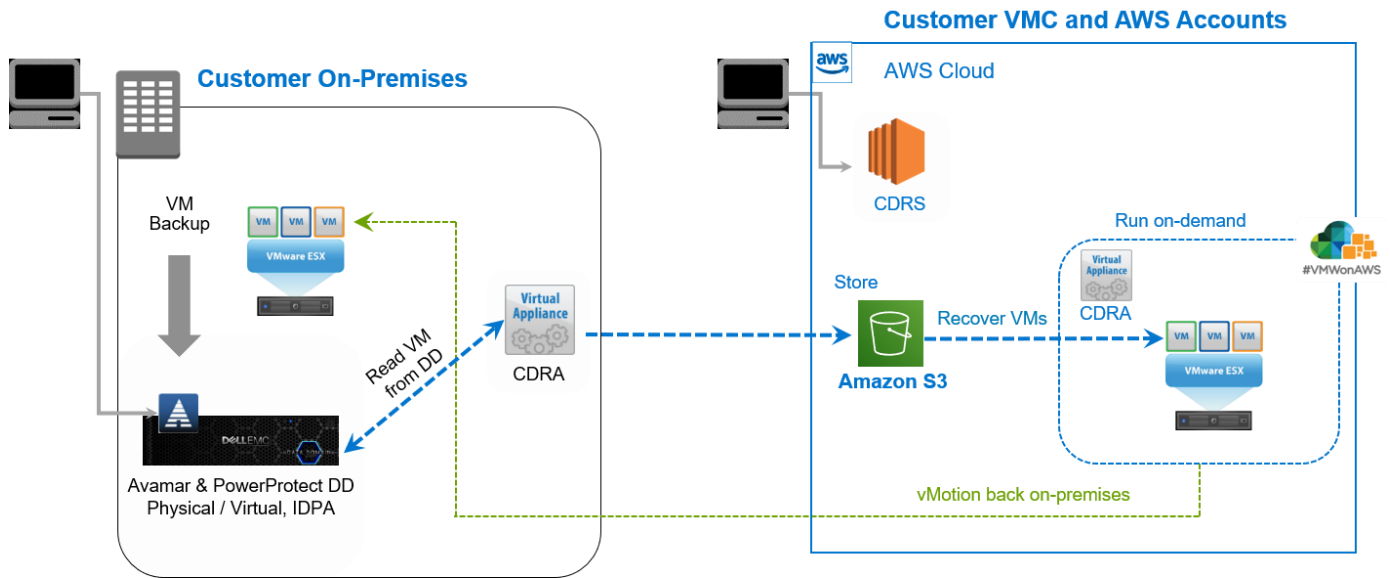 Customer VMC and AWS Accounts
Customer On-Premises
aws
AWS Cloud
CDRS
VM
Backup
VM VM VM
VMware ESX
Run on-demand
#VMWonAWS
Virtual
Appliance
CDRA
Store
Virtual
Appliance
CDRA
Read VM
from DD
Recover VMs
Amazon S3
VM VM VM
VMware ESX
DELLEMC
Avamar & PowerProtect DD
Physical / Virtual, IDPA
vMotion back on-premises